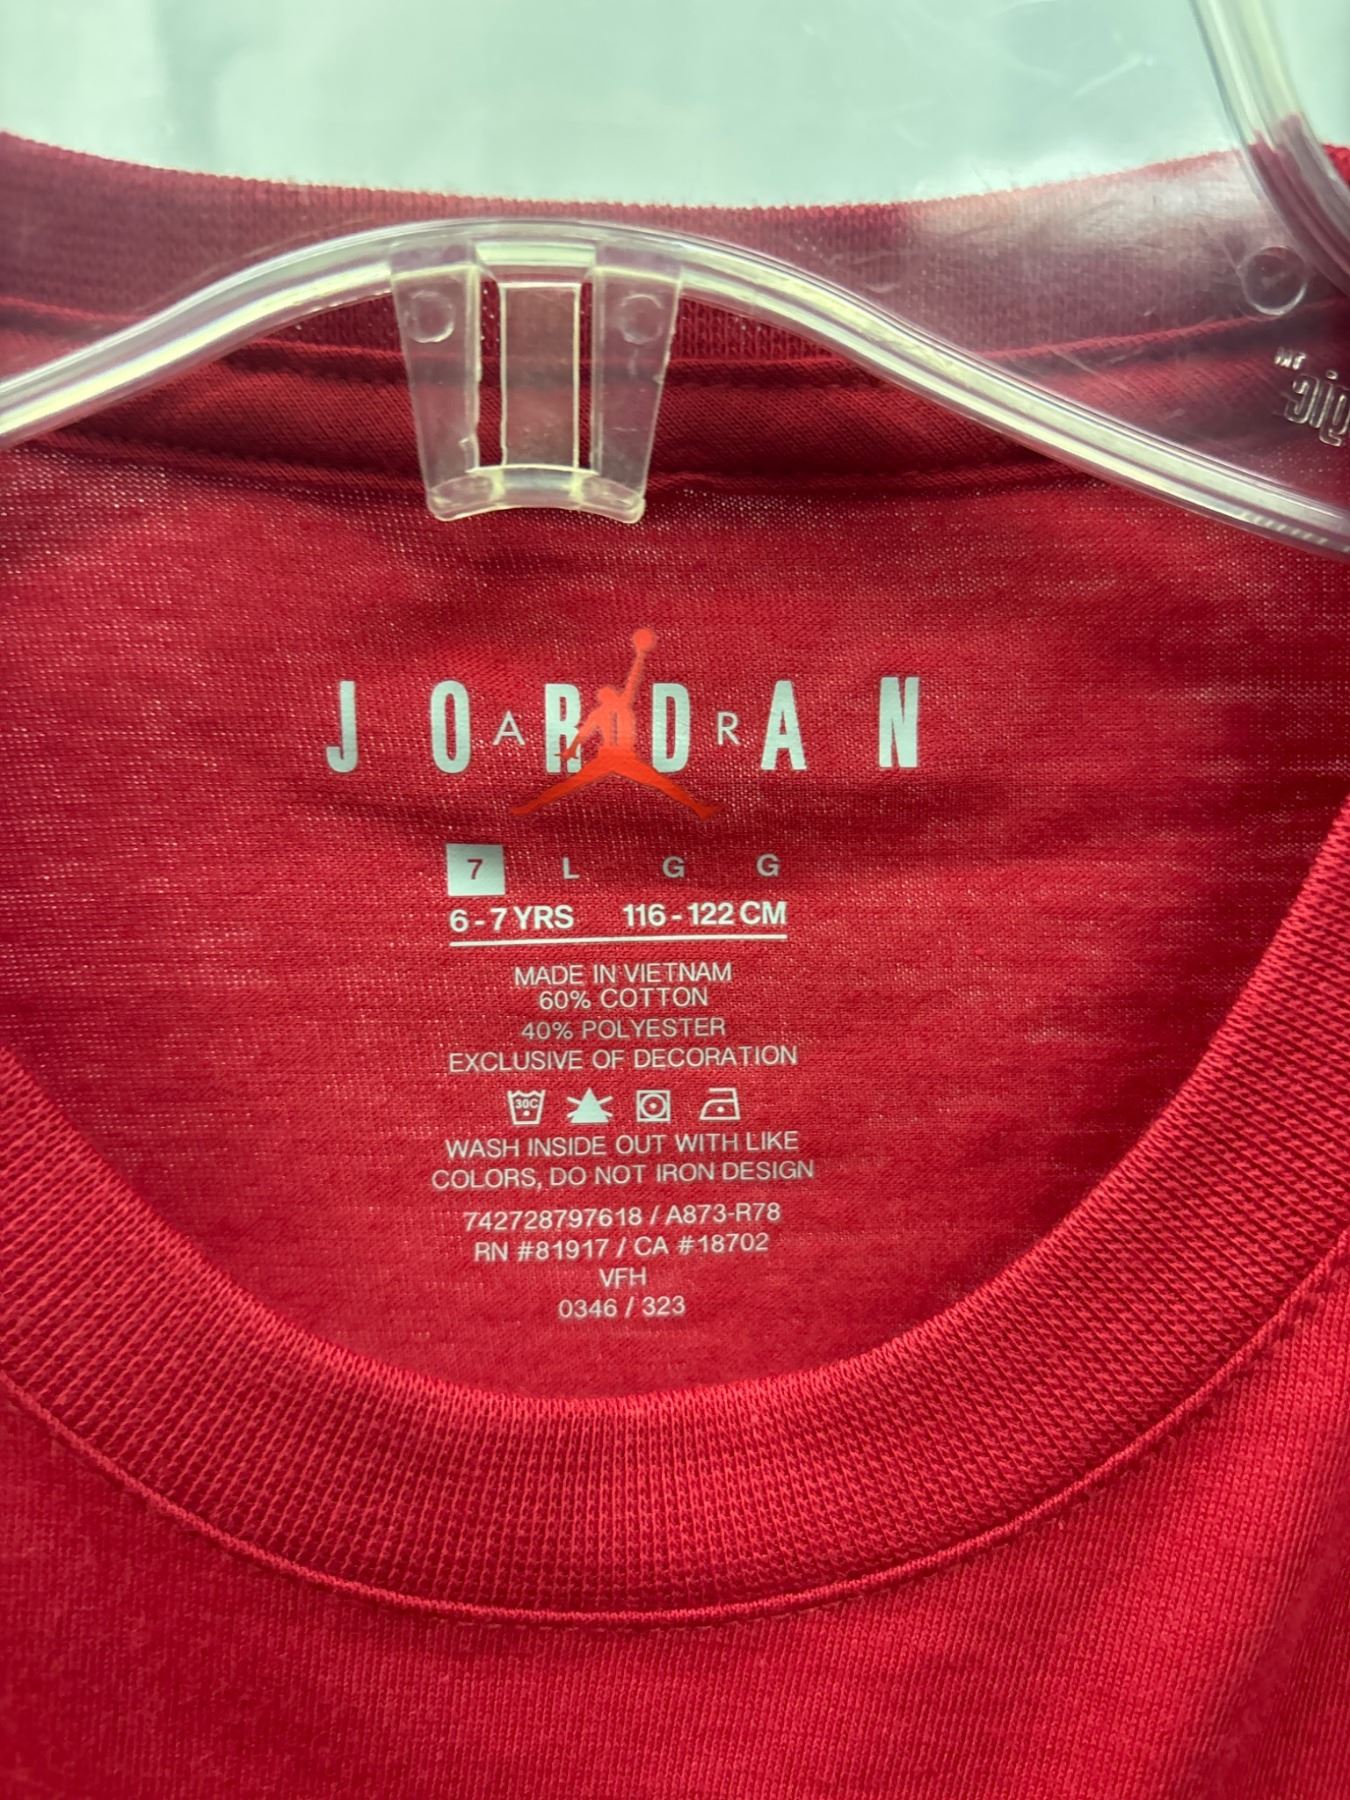 JORDAN
AIR
7 L G G
6 - 7 YRS 116 - 122 CM
MADE IN VIETNAM
60% COTTON
40% POLYESTER
EXCLUSIVE OF DECORATION
30C
WASH INSIDE OUT WITH LIKE
COLORS, DO NOT IRON DESIGN
742728797618 / A873-R78
RN #81917 / CA #18702
VFH
0346 / 323